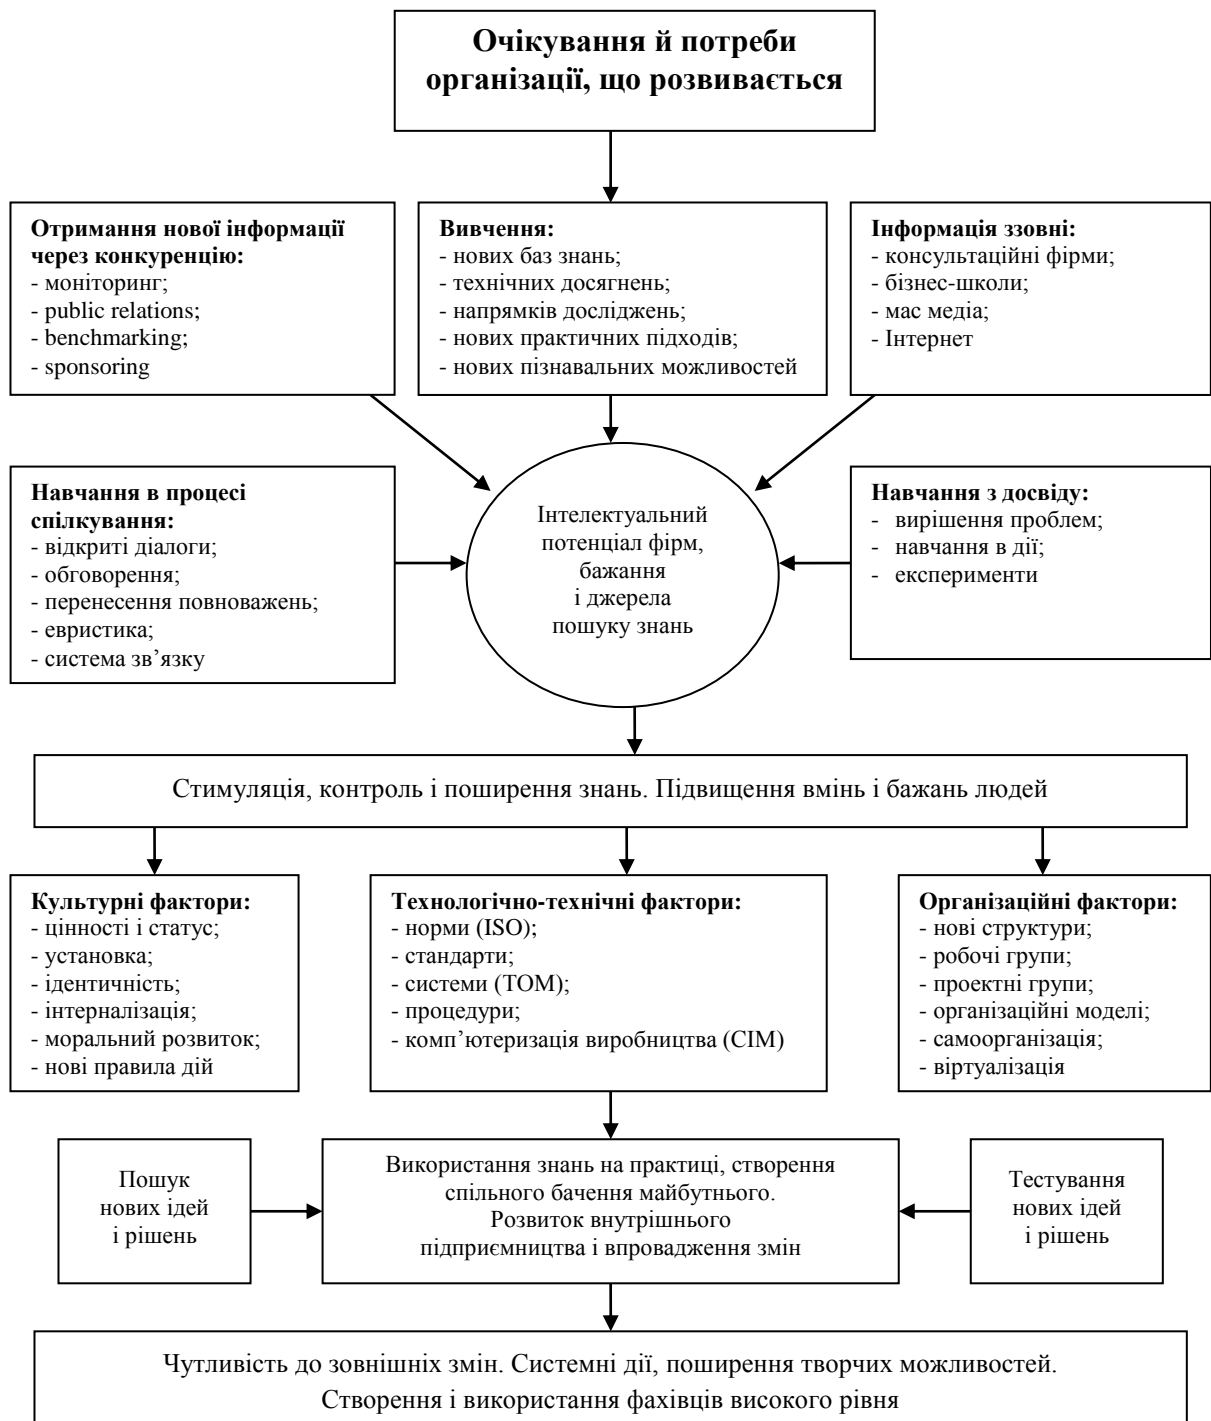 Очікування й потреби
організації, що розвивається
Отримання нової інформації
через конкуренцію:
- моніторинг;
- public relations;
- benchmarking;
- sponsoring
Вивчення:
- нових баз знань;
- технічних досягнень;
- напрямків досліджень;
- нових практичних підходів;
- нових пізнавальних можливостей
Інформація ззовні:
- консультаційні фірми;
- бізнес-школи;
- мас медіа;
- Інтернет
Навчання в процесі
спілкування:
- відкриті діалоги;
- обговорення;
- перенесення повноважень;
- евристика;
- система зв’язку
Інтелектуальний
потенціал фірм,
бажання
і джерела
пошуку знань
Навчання з досвіду:
- вирішення проблем;
- навчання в дії;
- експерименти
Стимуляція, контроль і поширення знань. Підвищення вмінь і бажань людей
Культурні фактори:
- цінності і статус;
- установка;
- ідентичність;
- інтерналізація;
- моральний розвиток;
- нові правила дій
Технологічно-технічні фактори:
- норми (ISO);
- стандарти;
- системи (ТОМ);
- процедури;
- комп’ютеризація виробництва (СІМ)
Організаційні фактори:
- нові структури;
- робочі групи;
- проектні групи;
- організаційні моделі;
- самоорганізація;
- віртуалізація
Пошук
нових ідей
і рішень
Використання знань на практиці, створення
спільного бачення майбутнього.
Розвиток внутрішнього
підприємництва і впровадження змін
Тестування
нових ідей
і рішень
Чутливість до зовнішніх змін. Системні дії, поширення творчих можливостей.
Створення і використання фахівців високого рівня